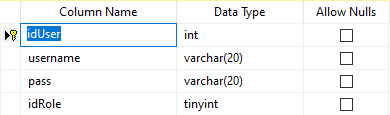 Column Name Data Type Allow Nulls
idUser int
username varchar(20)
pass varchar(20)
idRole tinyint